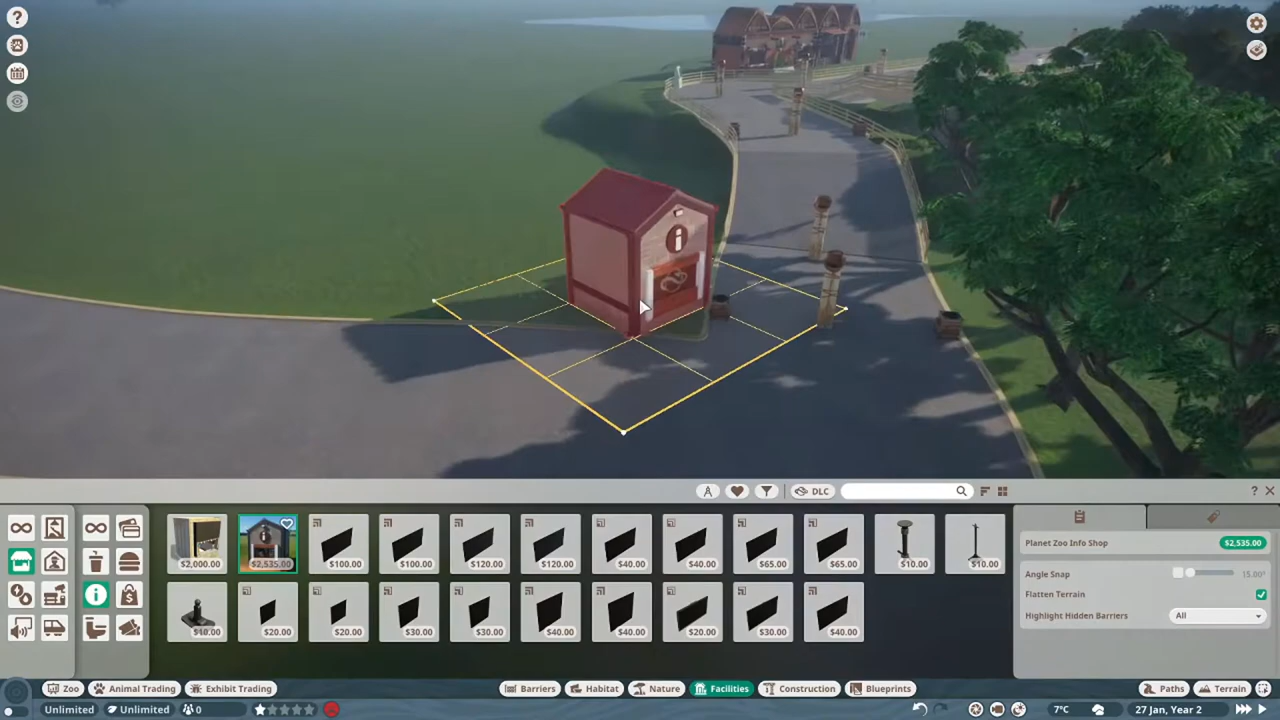 ?
i
DLC
? X
$2,000.00 $2,535.00 $100.00 $100.00 $120.00 $120.00 $40.00 $40.00 $65.00 $65.00 $10.00 $10.00
$10.00 $20.00 $20.00 $30.00 $30.00 $40.00 $40.00 $20.00 $30.00 $40.00
Planet Zoo Info Shop $2,535.00
Angle Snap 15.00°
Flatten Terrain
Highlight Hidden Barriers All
Zoo Animal Trading Exhibit Trading Barriers Habitat Nature Facilities Construction Blueprints Paths Terrain
Unlimited Unlimited 0 7°C 27 Jan, Year 2